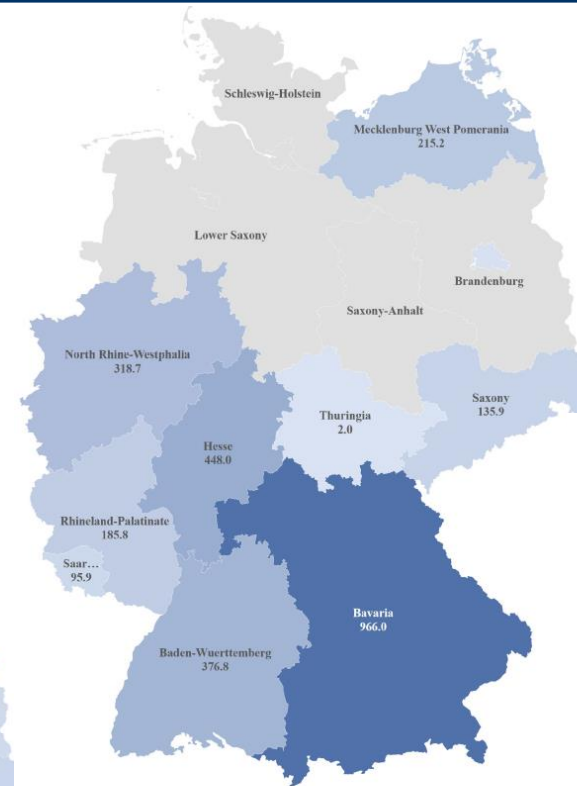 Schleswig-Holstein
Mecklenburg West Pomerania
215.2
Lower Saxony
Brandenburg
Saxony-Anhalt
North Rhine-Westphalia
318.7
Saxony
135.9
Thuringia
2.0
Hesse
448.0
Rhineland-Palatinate
185.8
Saar…
95.9
Bavaria
966.0
Baden-Wuerttemberg
376.8